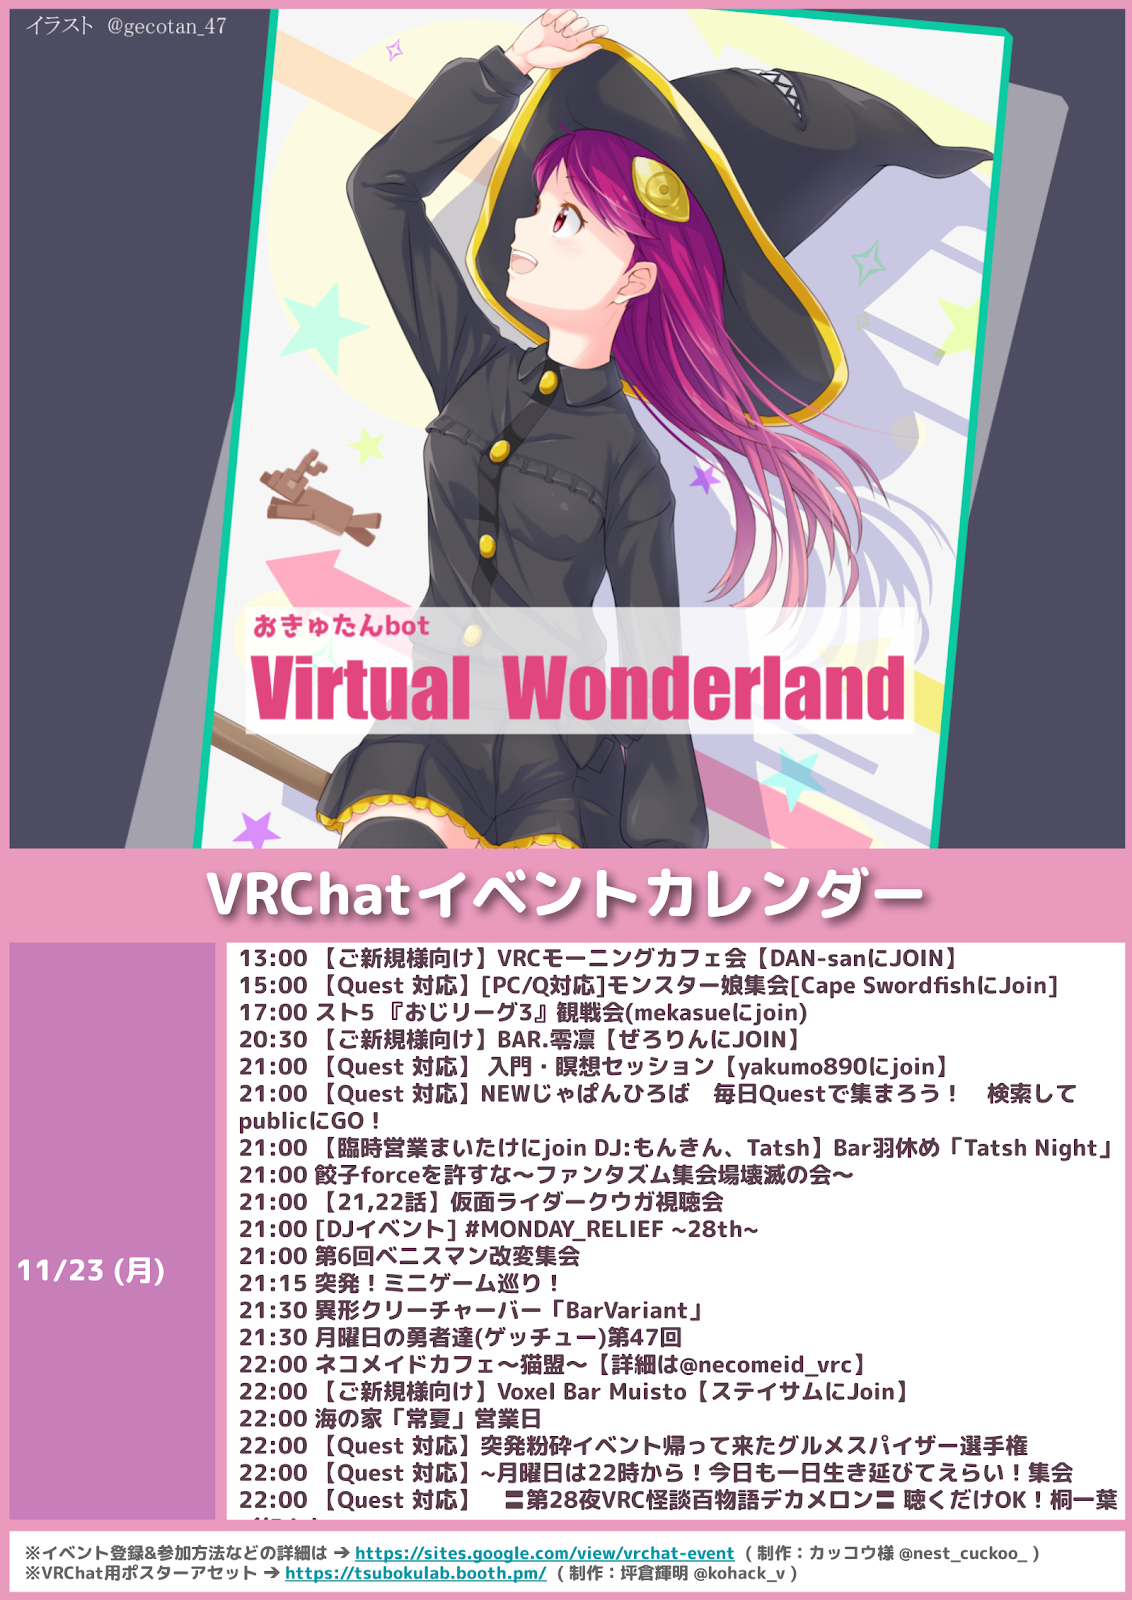 イラスト @gecotan_47
おきゅたんbot
Virtual Wonderland
VRChatイベントカレンダー
11/23 (月)
13:00 【ご新規様向け】VRCモーニングカフェ会【DAN-sanにJOIN】
15:00 【Quest 対応】[PC/Q対応]モンスター娘集会[Cape SwordfishにJoin]
17:00 スト5 『おじリーグ3』観戦会(mekasueにjoin)
20:30 【ご新規様向け】BAR.零凛【ぜろりんにJOIN】
21:00 【Quest 対応】 入門・瞑想セッション【yakumo890にjoin】
21:00 【Quest 対応】NEWじゃぱんひろば　毎日Questで集まろう！　検索して
publicにGO！
21:00 【臨時営業まいたけにjoin DJ:もんきん、Tatsh】Bar羽休め「Tatsh Night」
21:00 餃子forceを許すな～ファンタズム集会場壊滅の会～
21:00 【21,22話】仮面ライダークウガ視聴会
21:00 [DJイベント] #MONDAY_RELIEF ~28th~
21:00 第6回ベニスマン改変集会
21:15 突発！ミニゲーム巡り！
21:30 異形クリーチャーバー「BarVariant」
21:30 月曜日の勇者達(ゲッチュー)第47回
22:00 ネコメイドカフェ～猫盟～【詳細は@necomeid_vrc】
22:00 【ご新規様向け】Voxel Bar Muisto【ステイサムにJoin】
22:00 海の家「常夏」営業日
22:00 【Quest 対応】突発粉砕イベント帰って来たグルメスパイザー選手権
22:00 【Quest 対応】~月曜日は22時から！今日も一日生き延びてえらい！集会
22:00 【Quest 対応】　〓第28夜VRC怪談百物語デカメロン〓 聴くだけOK！桐一葉
※イベント登録&参加方法などの詳細は ➔ https://sites.google.com/view/vrchat-event （ 制作：カッコウ様 @nest_cuckoo_ ）
※VRChat用ポスターアセット ➔ https://tsubokulab.booth.pm/ （ 制作：坪倉輝明 @kohack_v ）